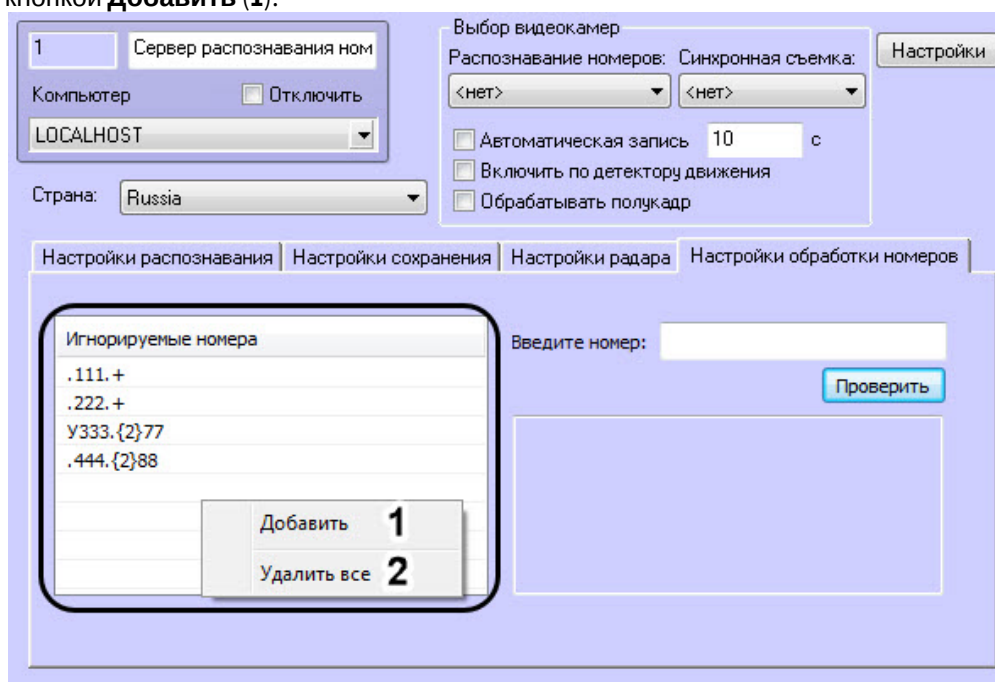 кнопкой Добавить (1).
1
Сервер распознавания ном
Компьютер
Отключить
LOCALHOST
Страна:
Russia
Выбор видеокамер
Распознавание номеров:
Синхронная съемка:
<нет>
<нет>
Автоматическая запись
10
с
Включить по детектору движения
Обрабатывать полукадр
Настройки
Настройки распознавания
Настройки сохранения
Настройки радара
Настройки обработки номеров
Игнорируемые номера
.111.+
.222.+
У333.{2}77
.444.{2}88
Добавить 1
Удалить все 2
Введите номер:
Проверить